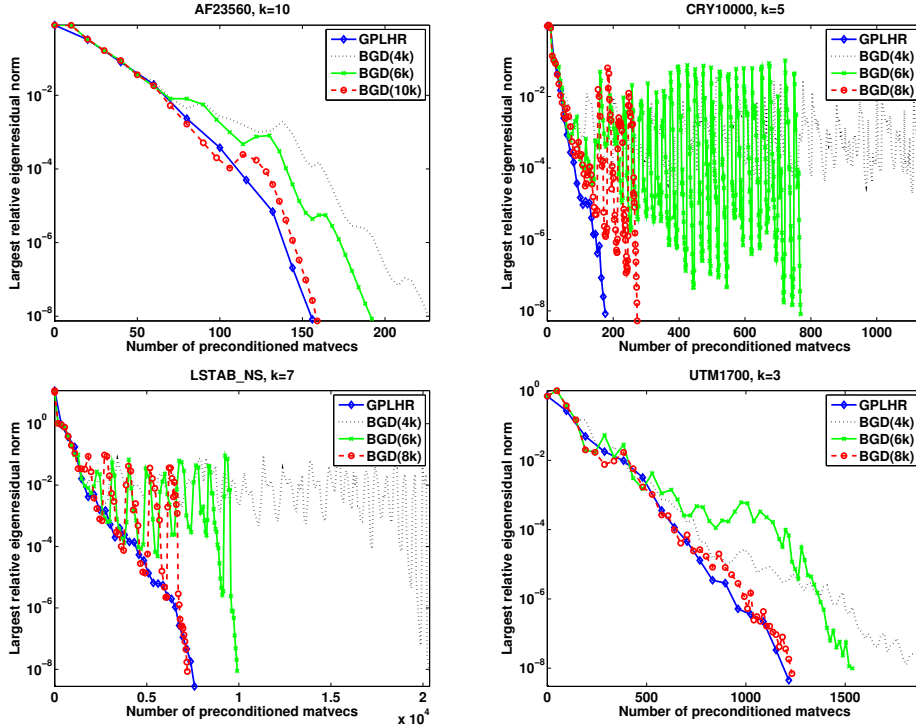 AF23560, k=10
Largest relative eigenresidual norm
10^-2
10^-4
10^-6
10^-8
0 50 100 150 200
Number of preconditioned matvecs
GPLHR
BGD(4k)
BGD(6k)
BGD(10k)
CRY10000, k=5
Largest relative eigenresidual norm
10^-2
10^-4
10^-6
10^-8
0 200 400 600 800 1000
Number of preconditioned matvecs
GPLHR
BGD(4k)
BGD(6k)
BGD(8k)
LSTAB_NS, k=7
Largest relative eigenresidual norm
10^0
10^-2
10^-4
10^-6
10^-8
0 0.5 1 1.5 2
x 10^4
Number of preconditioned matvecs
GPLHR
BGD(4k)
BGD(6k)
BGD(8k)
UTM1700, k=3
Largest relative eigenresidual norm
10^0
10^-2
10^-4
10^-6
10^-8
0 500 1000 1500
Number of preconditioned matvecs
GPLHR
BGD(4k)
BGD(6k)
BGD(8k)